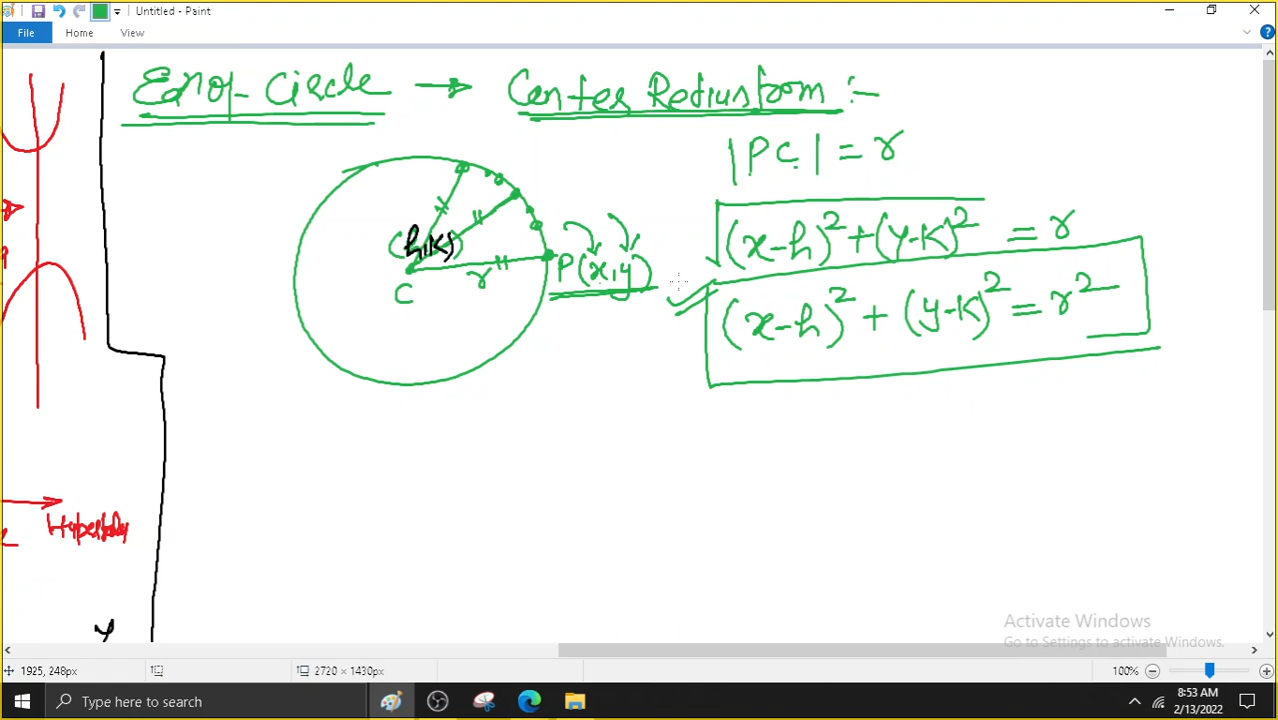 Untitled - Paint
File Home View
Eqn of Circle → Center Radius form :-
|PC| = r
√(x-h)²+(y-k)² = r
(h,k)
P(x,y)
r
C
(x-h)² + (y-k)² = r²
Hyperbola
y
Activate Windows
Go to Settings to activate Windows.
1925, 248px
2720 × 1430px
100%
Type here to search
8:53 AM
2/13/2022